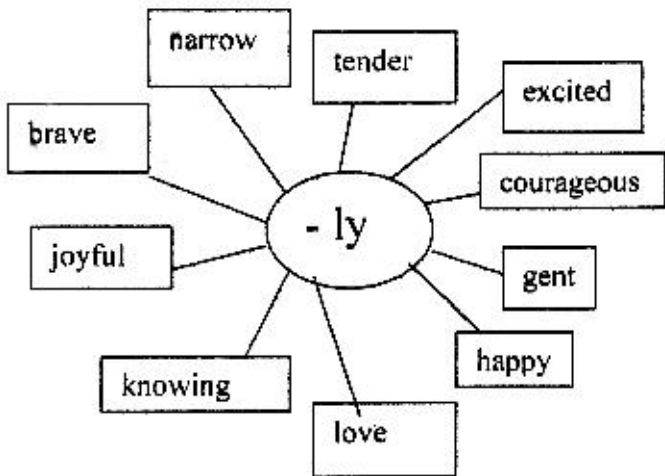 narrow
tender
excited
brave
courageous
- ly
joyful
gent
happy
knowing
love